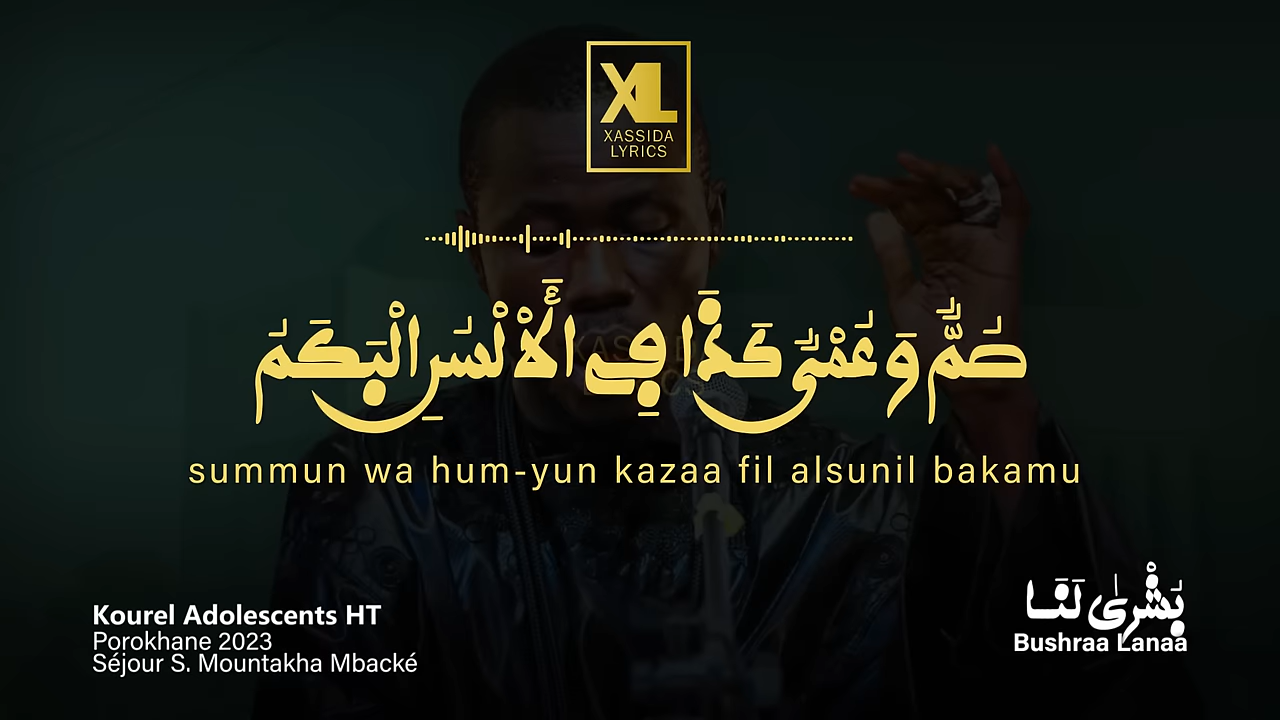 XL
XASSIDA
LYRICS
صُمٌّ وَعُمْيٌ كَذَا فِي الْأَلْسُنِ الْبَكَمُ
summun wa hum-yun kazaa fil alsunil bakamu
Kourel Adolescents HT
Porokhane 2023
Séjour S. Mountakha Mbacké
بُشْرَىٰ لَنَا
Bushraa Lanaa